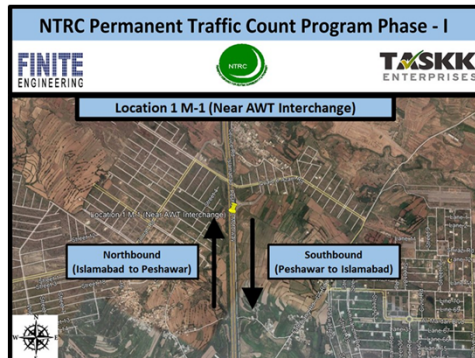 NTRC Permanent Traffic Count Program Phase - I
FINITE
ENGINEERING
NTRC
TASKK
ENTERPRISES
Location 1 M-1 (Near AWT Interchange)
Location 1 M-1 (Near AWT Interchange)
Northbound
(Islamabad to Peshawar)
Southbound
(Peshawar to Islamabad)
N
W
E
S